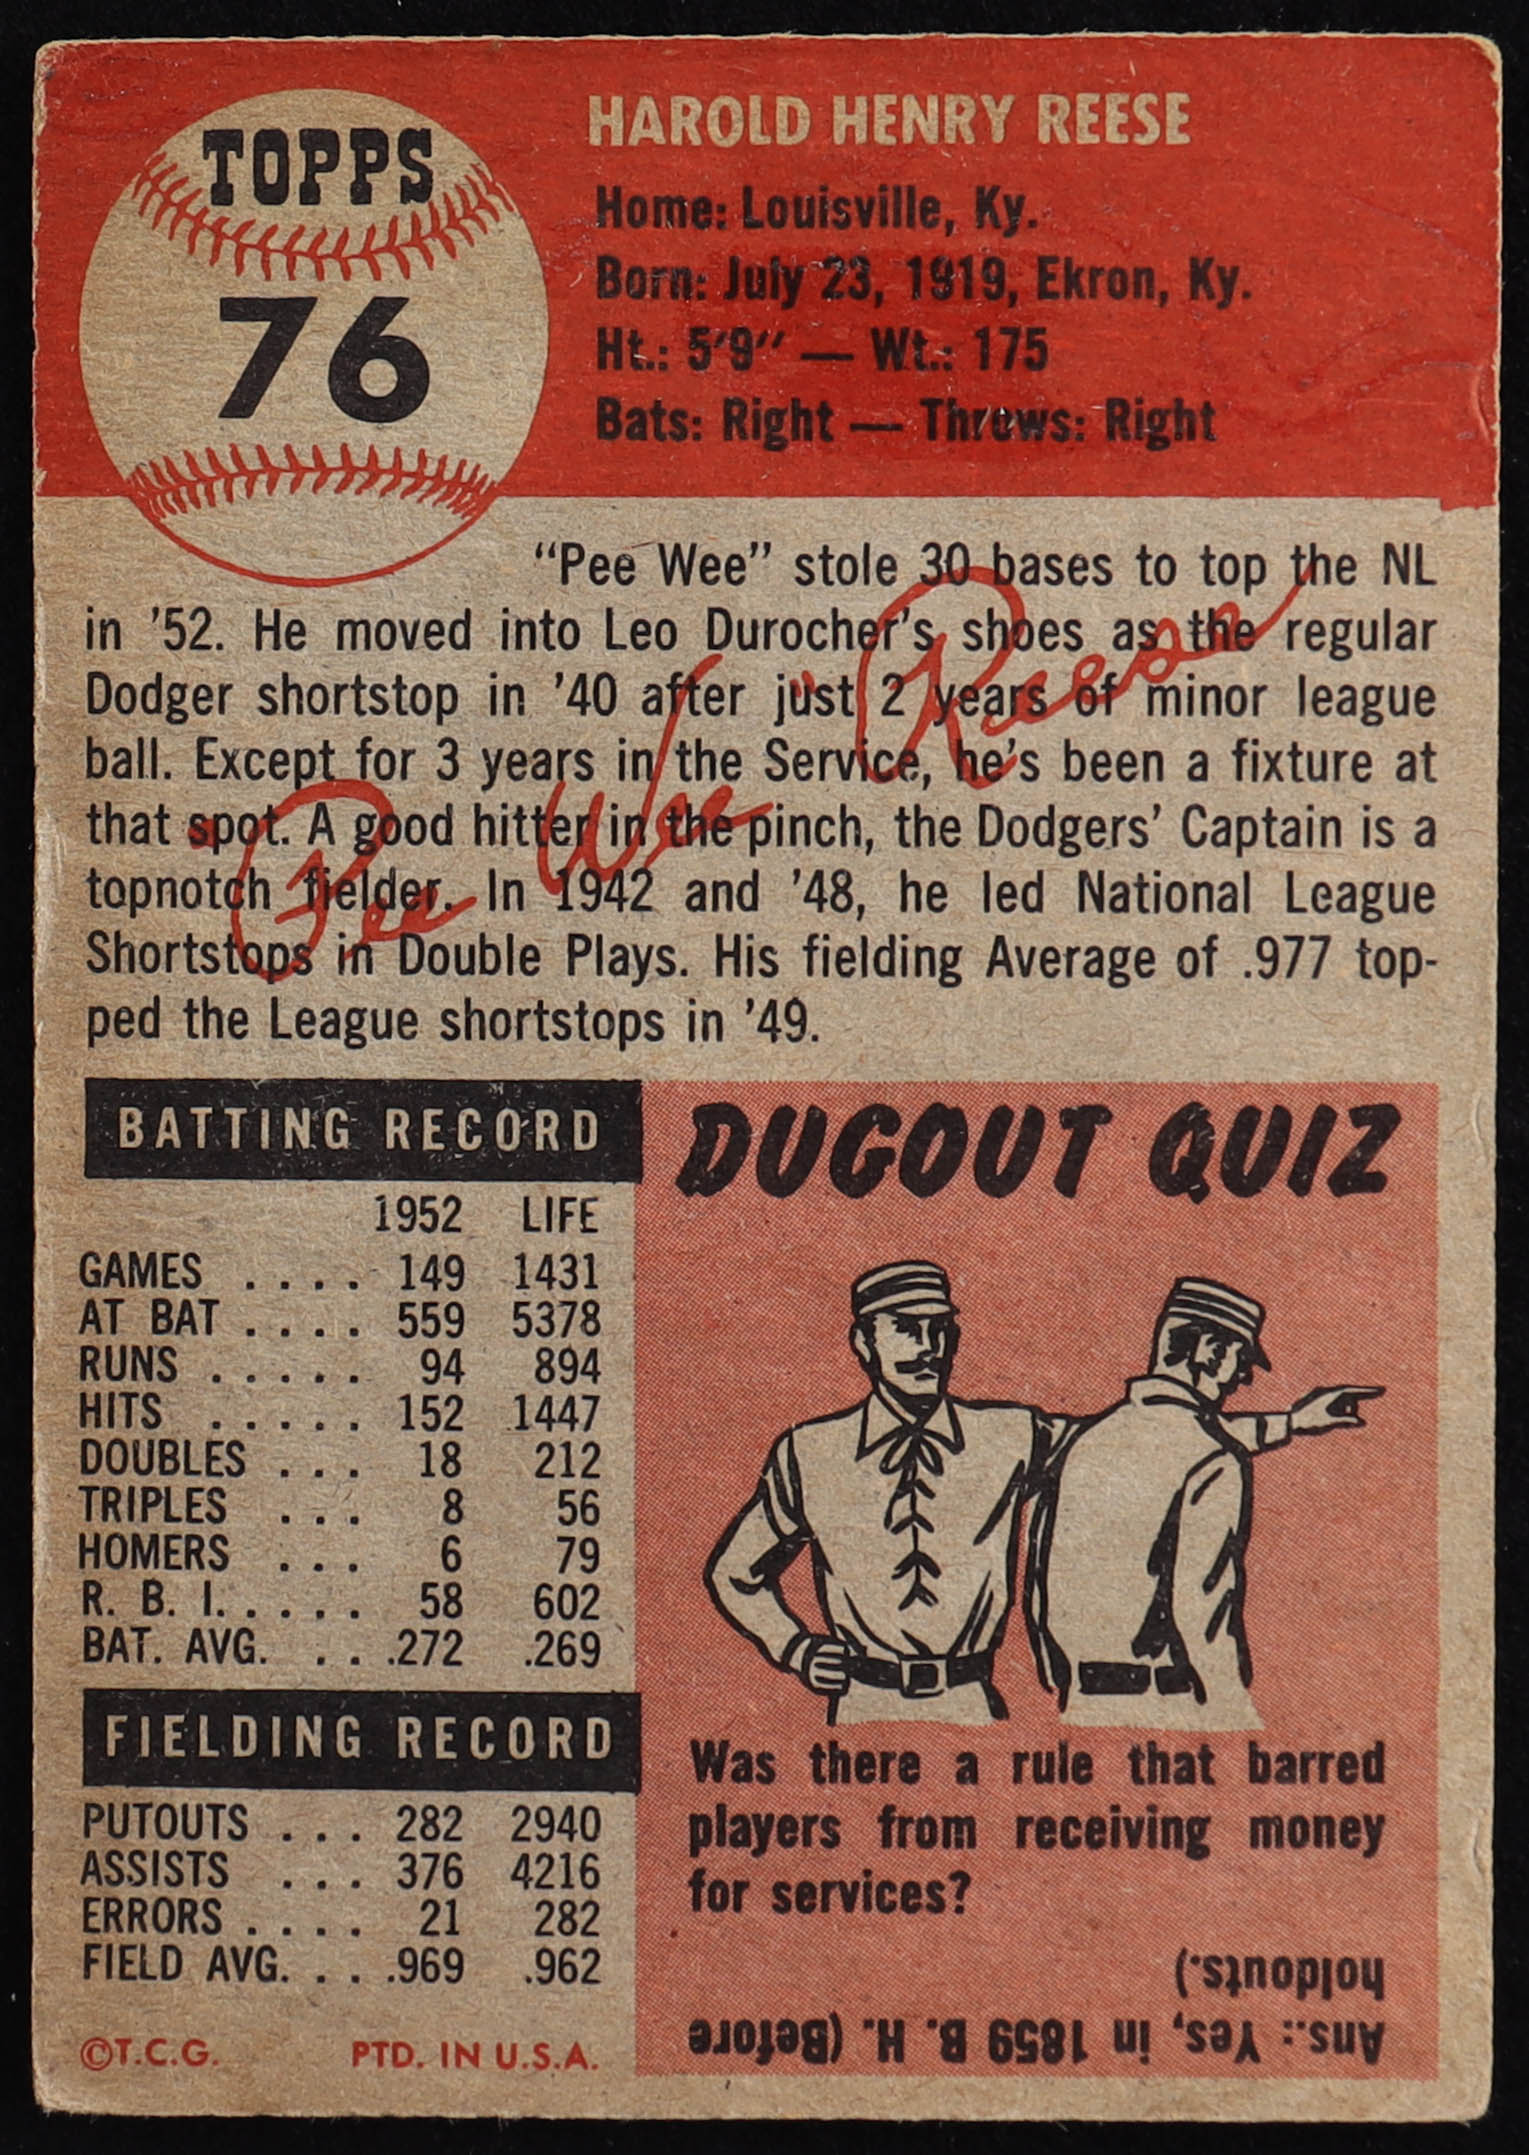 TOPPS
76
HAROLD HENRY REESE
Home: Louisville, Ky.
Born: July 23, 1919, Ekron, Ky.
Ht.: 5'9" — Wt.: 175
Bats: Right — Throws: Right
"Pee Wee" stole 30 bases to top the NL
in '52. He moved into Leo Durocher's shoes as the regular
Dodger shortstop in '40 after just 2 years of minor league
ball. Except for 3 years in the Service, he's been a fixture at
that spot. A good hitter in the pinch, the Dodgers' Captain is a
topnotch fielder. In 1942 and '48, he led National League
Shortstops in Double Plays. His fielding Average of .977 top-
ped the League shortstops in '49.
"Pee Wee" Reese
BATTING RECORD
1952 LIFE
GAMES . . . . 149 1431
AT BAT . . . . 559 5378
RUNS . . . . . 94 894
HITS . . . . . 152 1447
DOUBLES . . . 18 212
TRIPLES . . . 8 56
HOMERS . . . 6 79
R. B. I. . . . . 58 602
BAT. AVG. . . . .272 .269
FIELDING RECORD
PUTOUTS . . . 282 2940
ASSISTS . . . 376 4216
ERRORS . . . . 21 282
FIELD AVG. . . . .969 .962
©T.C.G. PTD. IN U.S.A.
DUGOUT QUIZ
Was there a rule that barred
players from receiving money
for services?
Ans.: Yes, in 1859 B. H. (Before
holdouts.)